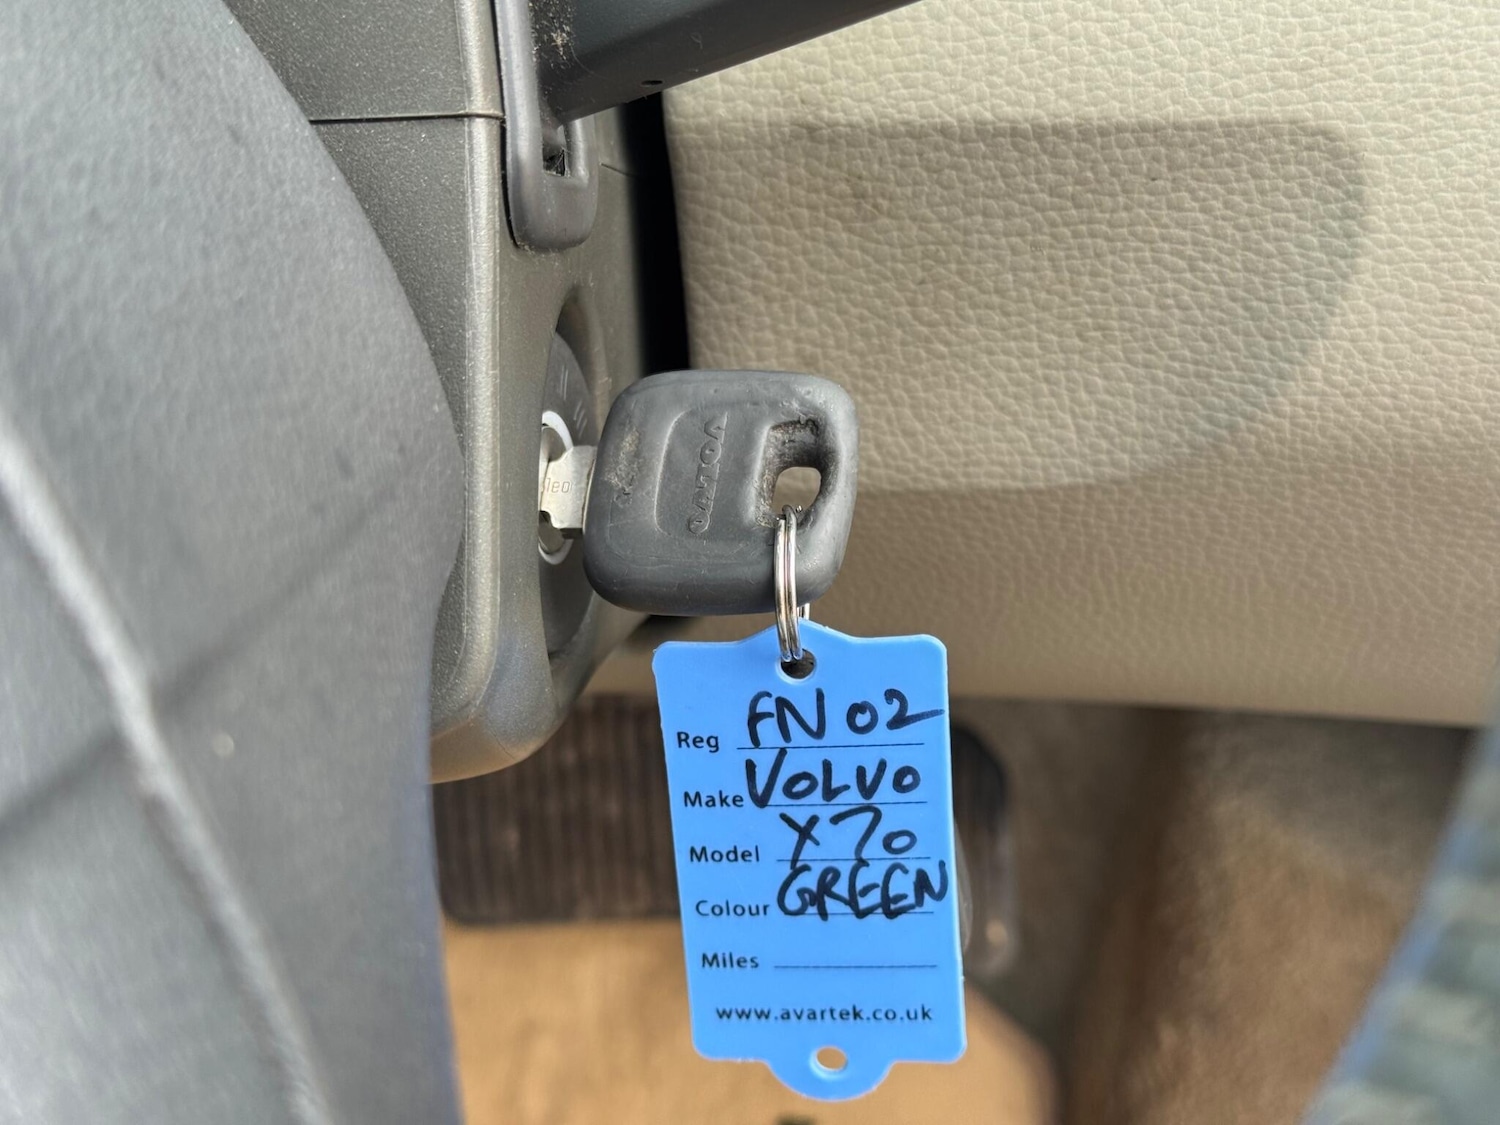 VOLVO
Reg FN 02
Make VOLVO
Model X70
Colour GREEN
Miles
www.avartek.co.uk